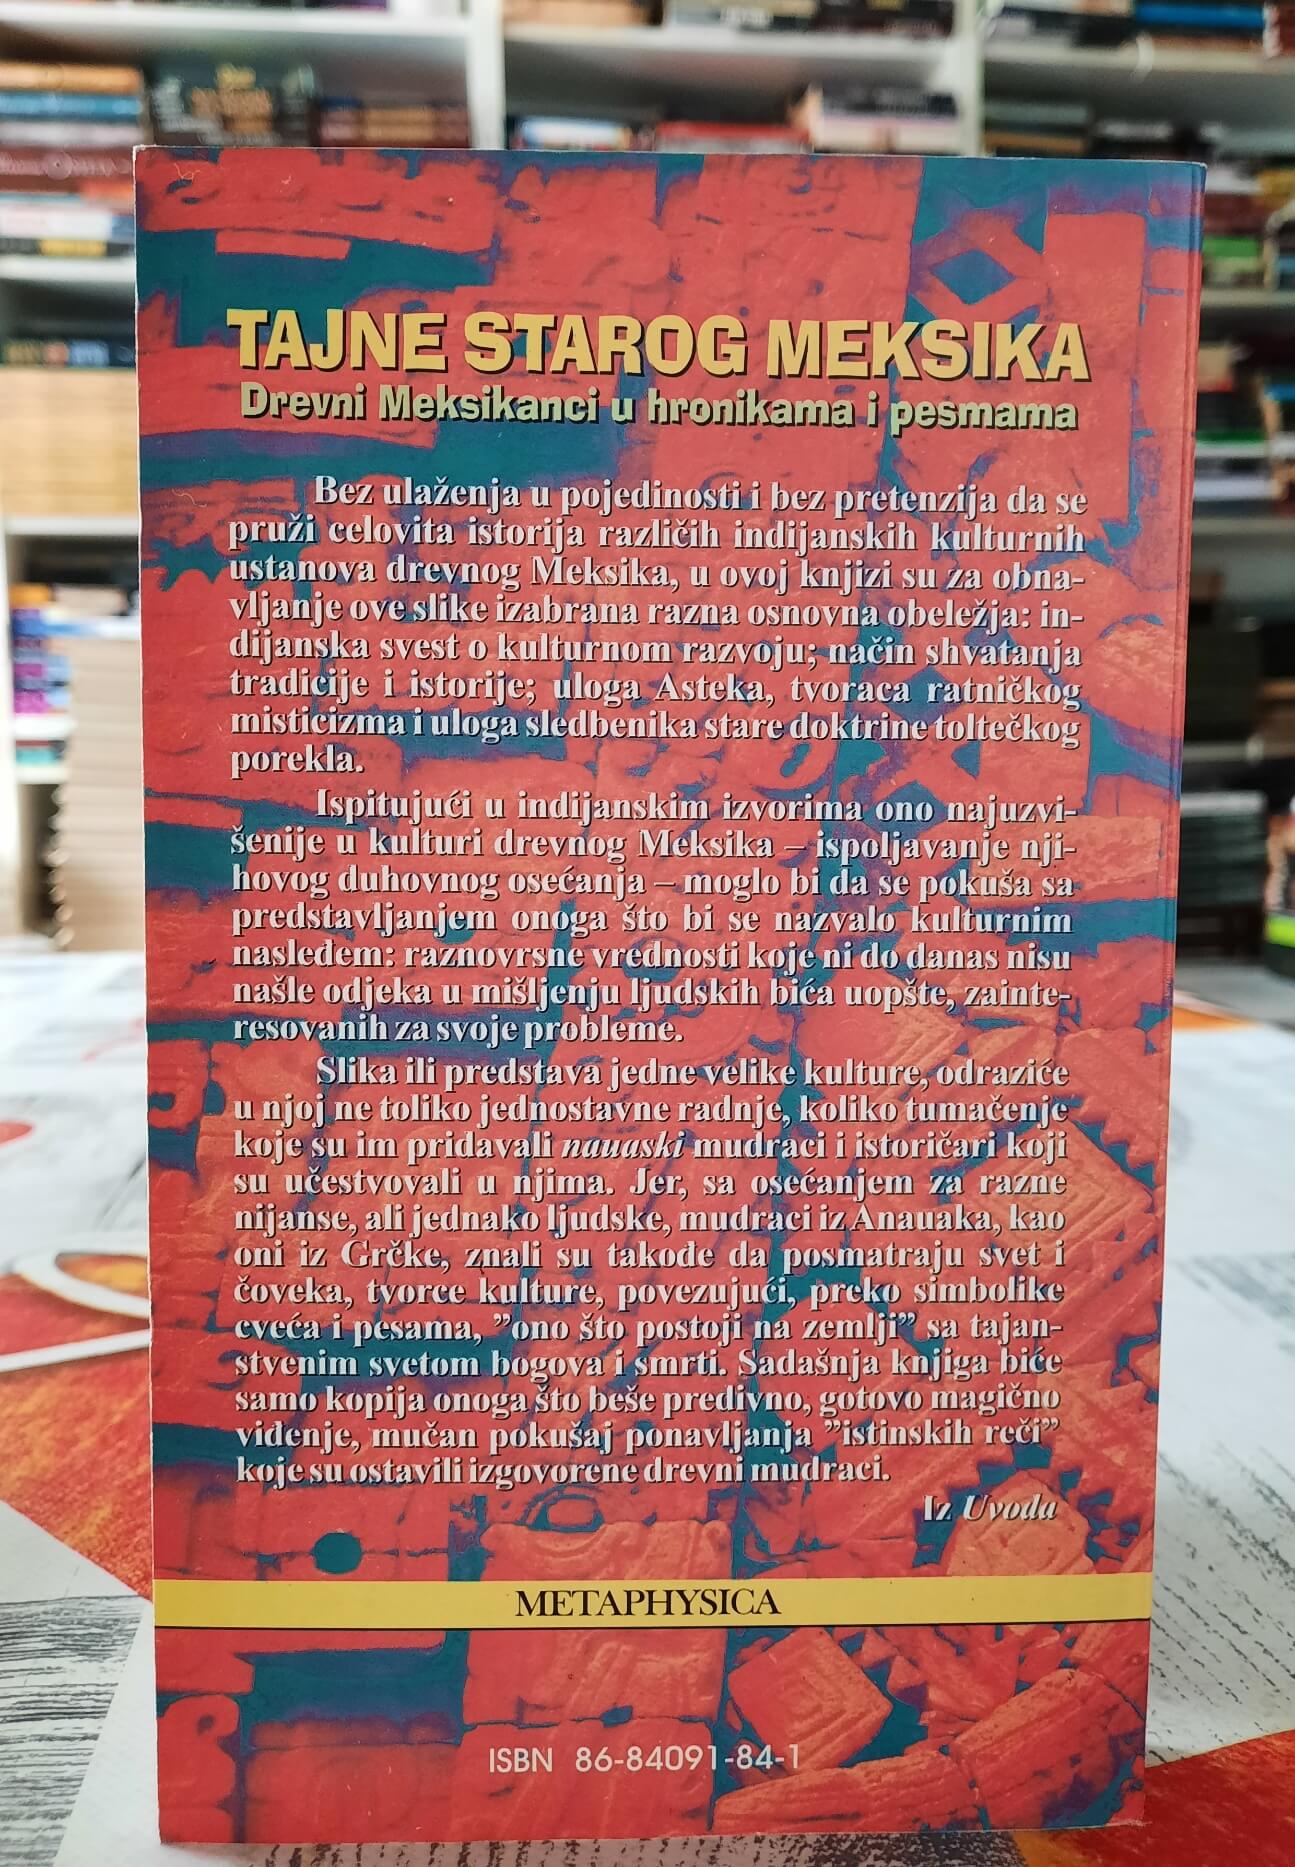 TAJNE STAROG MEKSIKA
Drevni Meksikanci u hronikama i pesmama
Bez ulaženja u pojedinosti i bez pretenzija da se
pruži celovita istorija različih indijanskih kulturnih
ustanova drevnog Meksika, u ovoj knjizi su za obna-
vljanje ove slike izabrana razna osnovna obeležja: in-
dijanska svest o kulturnom razvoju; način shvatanja
tradicije i istorije; uloga Asteka, tvoraca ratničkog
misticizma i uloga sledbenika stare doktrine toltečkog
porekla.
Ispitujući u indijanskim izvorima ono najuzvi-
šenije u kulturi drevnog Meksika – ispoljavanje nji-
hovog duhovnog osećanja – moglo bi da se pokuša sa
predstavljanjem onoga što bi se nazvalo kulturnim
nasleđem: raznovrsne vrednosti koje ni do danas nisu
našle odjeka u mišljenju ljudskih bića uopšte, zainte-
resovanih za svoje probleme.
Slika ili predstava jedne velike kulture, odraziće
u njoj ne toliko jednostavne radnje, koliko tumačenje
koje su im pridavali nauaski mudraci i istoričari koji
su učestvovali u njima. Jer, sa osećanjem za razne
nijanse, ali jednako ljudske, mudraci iz Anauaka, kao
oni iz Grčke, znali su takođe da posmatraju svet i
čoveka, tvorce kulture, povezujući, preko simbolike
cveća i pesama, ”ono što postoji na zemlji” sa tajan-
stvenim svetom bogova i smrti. Sadašnja knjiga biće
samo kopija onoga što beše predivno, gotovo magično
viđenje, mučan pokušaj ponavljanja ”istinskih reči”
koje su ostavili izgovorene drevni mudraci.
Iz Uvoda
METAPHYSICA
ISBN 86-84091-84-1